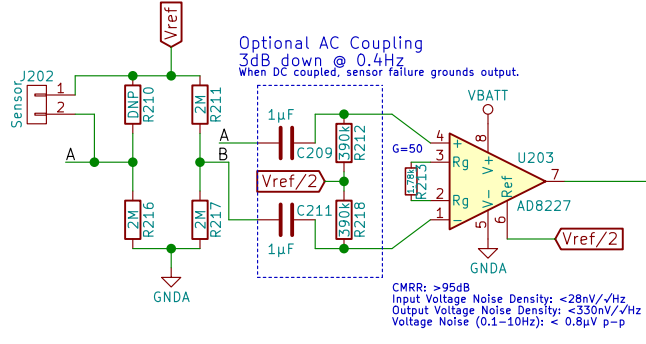 Vref
Optional AC Coupling
3dB down @ 0.4Hz
When DC coupled, sensor failure grounds output.
J202
Sensor
1
2
DNP
R210
2M
R211
A
A
B
1µF
C209
390k
R212
Vref/2
C211
1µF
390k
R218
2M
R216
2M
R217
GNDA
VBATT
G=50
1.78k
R213
4
3
2
1
+
Rg
Rg
-
8
V+
V-
5
Ref
6
U203
7
AD8227
Vref/2
GNDA
CMRR: >95dB
Input Voltage Noise Density: <28nV/√Hz
Output Voltage Noise Density: <330nV/√Hz
Voltage Noise (0.1-10Hz): < 0.8µV p-p